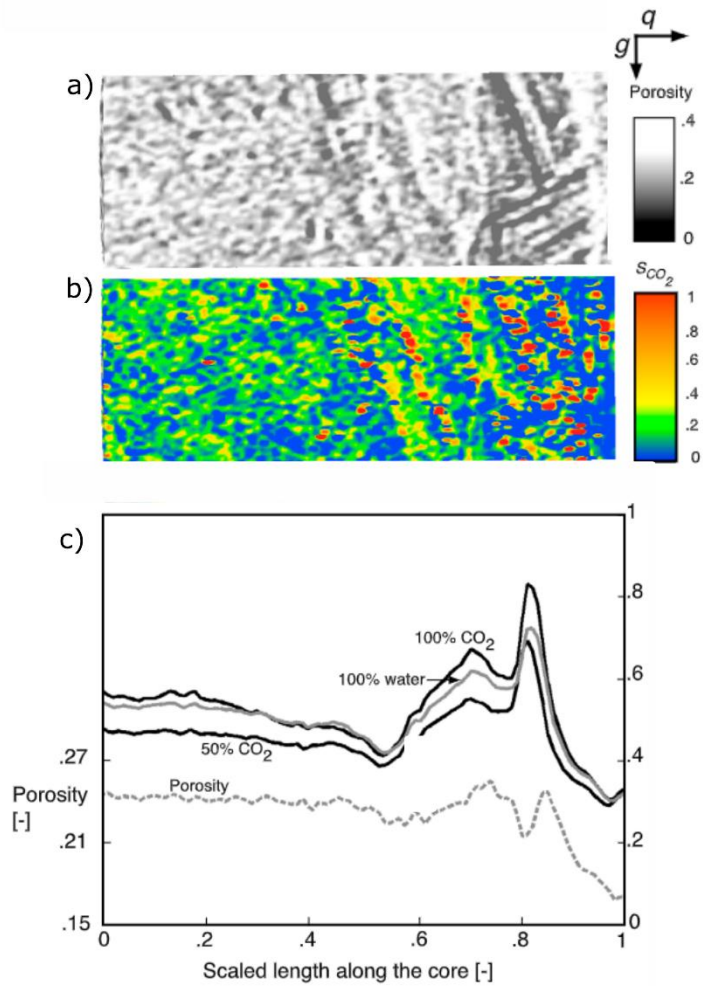 q
g
a)
Porosity
.4
.2
0
b)
SCO2
1
.8
.6
.4
.2
0
c)
1
.8
100% CO2
100% water
.6
50% CO2
.27
.4
Porosity
Porosity
[-]
.21
.2
.15
0
0 .2 .4 .6 .8 1
Scaled length along the core [-]